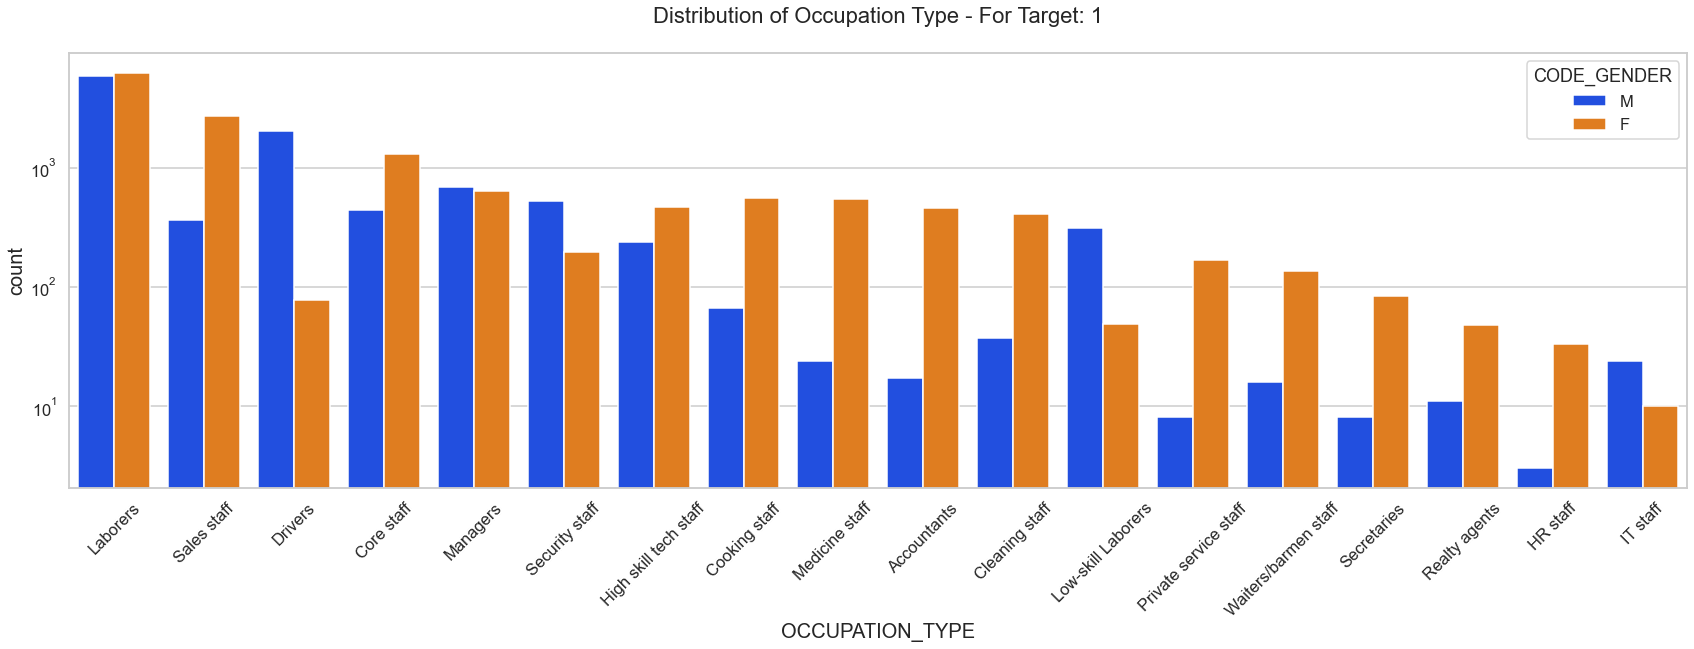 Distribution of Occupation Type - For Target: 1
CODE_GENDER
M
F
10³
10²
10¹
count
Laborers
Sales staff
Drivers
Core staff
Managers
Security staff
High skill tech staff
Cooking staff
Medicine staff
Accountants
Cleaning staff
Low-skill Laborers
Private service staff
Waiters/barmen staff
Secretaries
Realty agents
HR staff
IT staff
OCCUPATION_TYPE